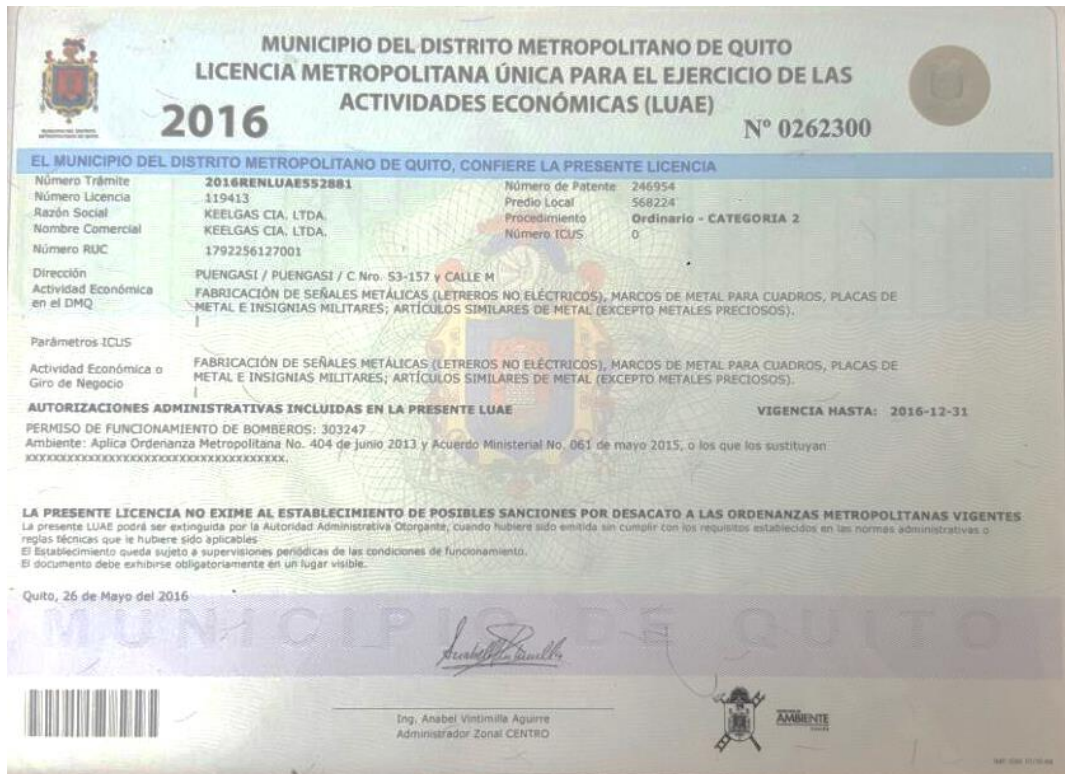 MUNICIPIO DEL DISTRITO METROPOLITANO DE QUITO
LICENCIA METROPOLITANA ÚNICA PARA EL EJERCICIO DE LAS
ACTIVIDADES ECONÓMICAS (LUAE)
2016
Nº 0262300
EL MUNICIPIO DEL DISTRITO METROPOLITANO DE QUITO, CONFIERE LA PRESENTE LICENCIA
Número Trámite 2016RENLUAE552881 Número de Patente 246954
Número Licencia 119413 Predio Local 568224
Razón Social KEELGAS CIA. LTDA. Procedimiento Ordinario - CATEGORIA 2
Nombre Comercial KEELGAS CIA. LTDA. Número ICUS 0
Número RUC 1792256127001
Dirección PUENGASI / PUENGASI / C Nro. S3-157 y CALLE M
Actividad Económica en el DMQ FABRICACIÓN DE SEÑALES METÁLICAS (LETREROS NO ELÉCTRICOS), MARCOS DE METAL PARA CUADROS, PLACAS DE
METAL E INSIGNIAS MILITARES; ARTÍCULOS SIMILARES DE METAL (EXCEPTO METALES PRECIOSOS).
Parámetros ICUS
Actividad Económica o Giro de Negocio FABRICACIÓN DE SEÑALES METÁLICAS (LETREROS NO ELÉCTRICOS), MARCOS DE METAL PARA CUADROS, PLACAS DE
METAL E INSIGNIAS MILITARES; ARTÍCULOS SIMILARES DE METAL (EXCEPTO METALES PRECIOSOS).
AUTORIZACIONES ADMINISTRATIVAS INCLUIDAS EN LA PRESENTE LUAE VIGENCIA HASTA: 2016-12-31
PERMISO DE FUNCIONAMIENTO DE BOMBEROS: 303247
Ambiente: Aplica Ordenanza Metropolitana No. 404 de junio 2013 y Acuerdo Ministerial No. 061 de mayo 2015, o los que los sustituyan
LA PRESENTE LICENCIA NO EXIME AL ESTABLECIMIENTO DE POSIBLES SANCIONES POR DESACATO A LAS ORDENANZAS METROPOLITANAS VIGENTES
La presente LUAE podrá ser extinguida por la Autoridad Administrativa Otorgante, cuando hubiere sido emitida sin cumplir con los requisitos establecidos en las normas administrativas o
reglas técnicas que le hubiere sido aplicables
El Establecimiento queda sujeto a supervisiones periódicas de las condiciones de funcionamiento.
El documento debe exhibirse obligatoriamente en un lugar visible.
Quito, 26 de Mayo del 2016
MUNICIPIO DE QUITO
Ing. Anabel Vintimilla Aguirre
Administrador Zonal CENTRO
AMBIENTE